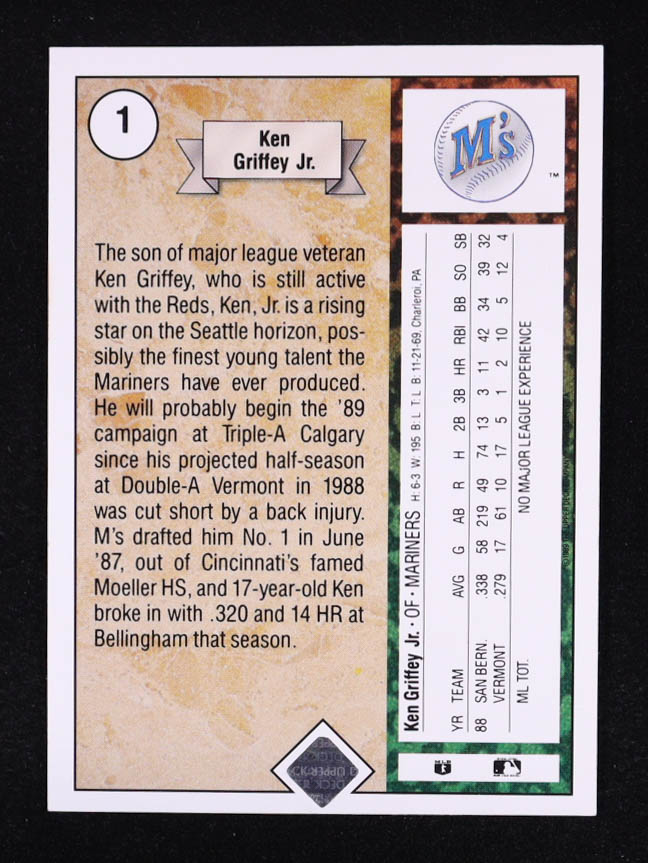 1
Ken
Griffey Jr.
The son of major league veteran
Ken Griffey, who is still active
with the Reds, Ken, Jr. is a rising
star on the Seattle horizon, pos-
sibly the finest young talent the
Mariners have ever produced.
He will probably begin the '89
campaign at Triple-A Calgary
since his projected half-season
at Double-A Vermont in 1988
was cut short by a back injury.
M's drafted him No. 1 in June
'87, out of Cincinnati's famed
Moeller HS, and 17-year-old Ken
broke in with .320 and 14 HR at
Bellingham that season.
M's
TM
Ken Griffey Jr. • OF • MARINERS H: 6-3 W: 195 B: L T: L B: 11-21-69, Charleroi, PA
YR TEAM AVG G AB R H 2B 3B HR RBI BB SO SB
88 SAN BERN. .338 58 219 49 74 13 3 11 42 34 39 32
VERMONT .279 17 61 10 17 5 1 2 10 5 12 4
ML TOT. NO MAJOR LEAGUE EXPERIENCE
UPPER
DECK